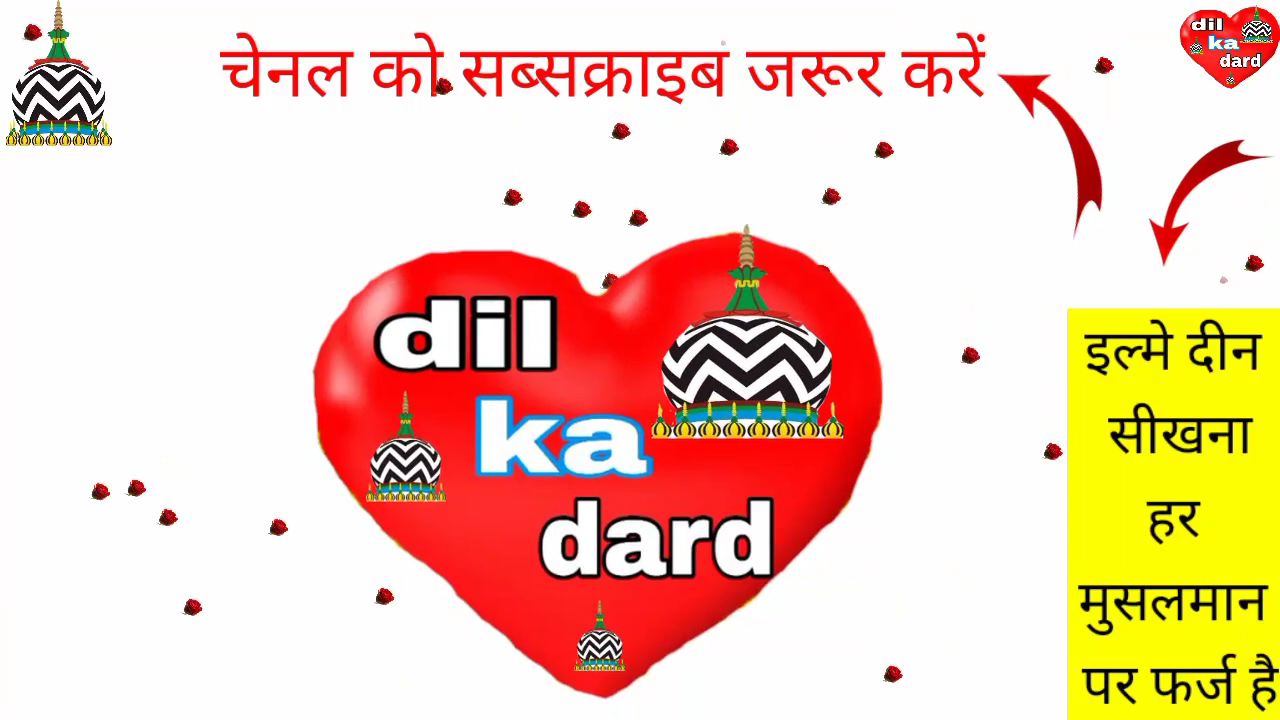 चेनल को सब्सक्राइब जरूर करें
dil
ka
dard
dil
ka
dard
इल्मे दीन
सीखना
हर
मुसलमान
पर फर्ज है